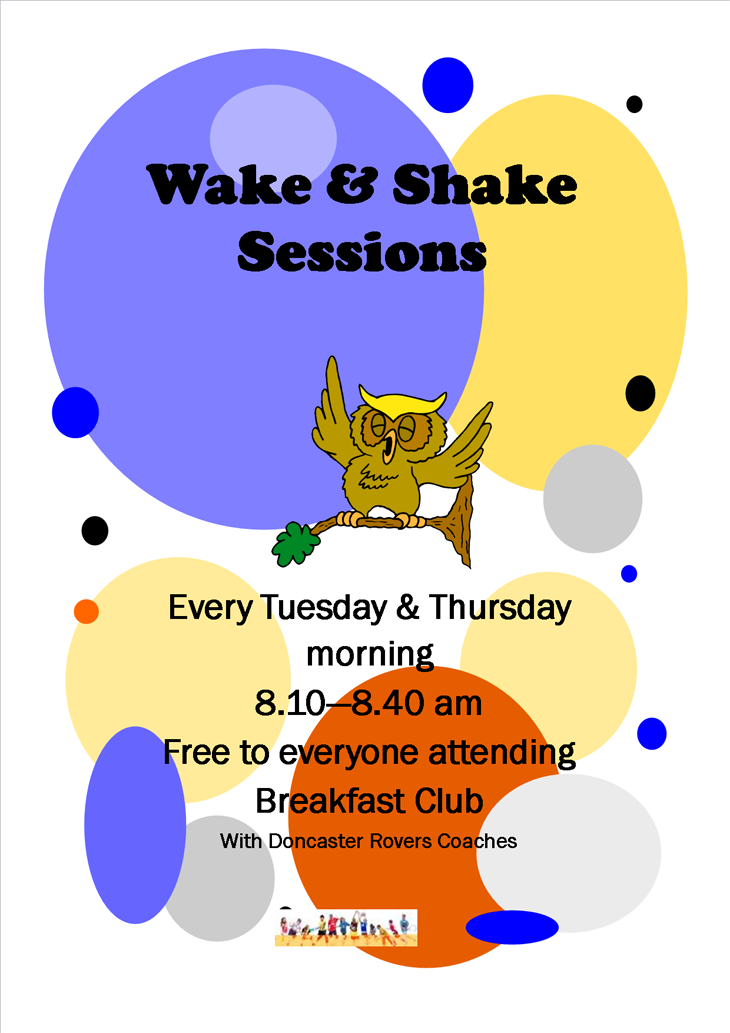 Wake & Shake
Sessions
Every Tuesday & Thursday
morning
8.10—8.40 am
Free to everyone attending
Breakfast Club
With Doncaster Rovers Coaches